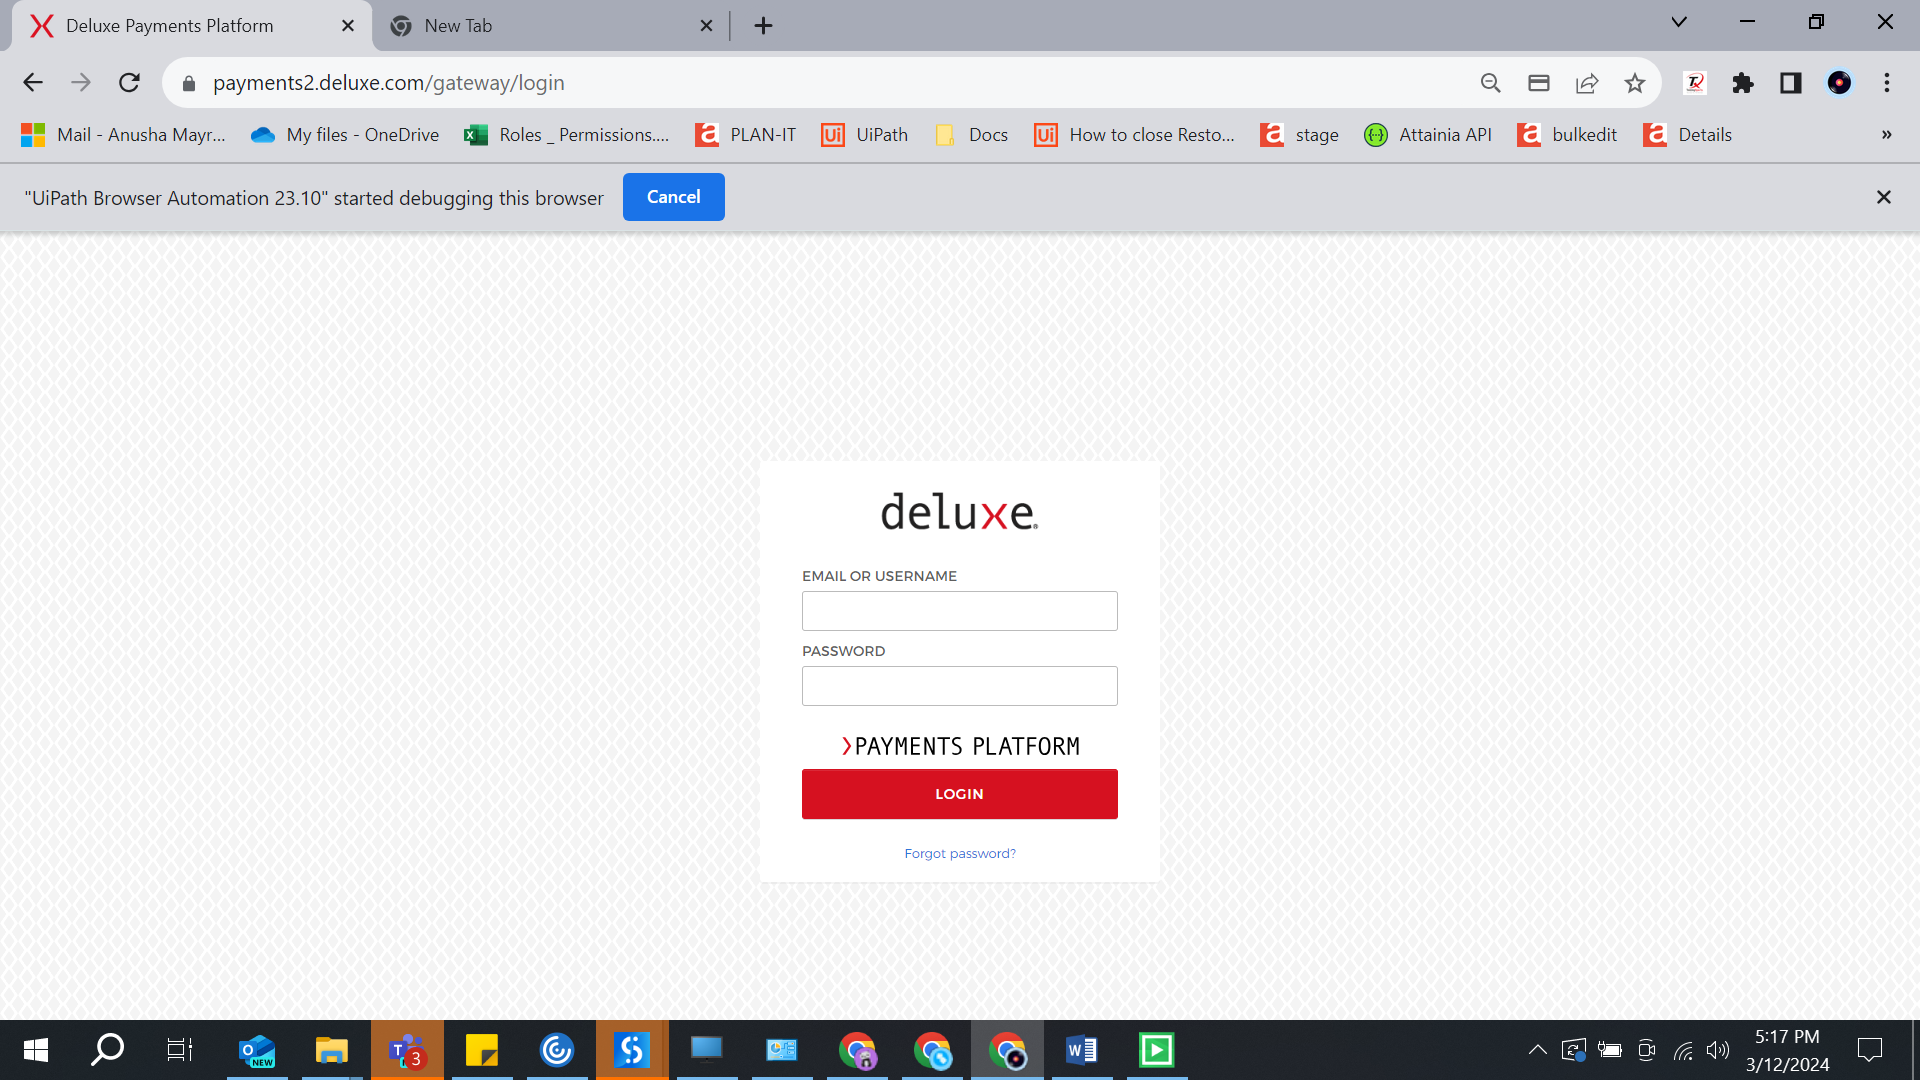 Deluxe Payments Platform
New Tab
payments2.deluxe.com/gateway/login
Mail - Anusha Mayr...
My files - OneDrive
Roles _ Permissions....
PLAN-IT
UiPath
Docs
How to close Resto...
stage
Attainia API
bulkedit
Details
»
"UiPath Browser Automation 23.10" started debugging this browser
Cancel
deluxe®
EMAIL OR USERNAME
PASSWORD
PAYMENTS PLATFORM
LOGIN
Forgot password?
NEW
3
5:17 PM
3/12/2024